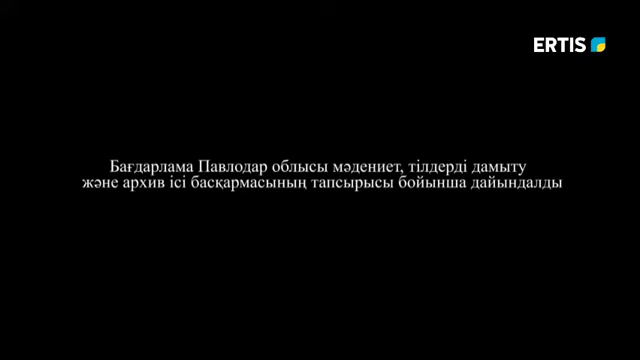 ERTIS
Бағдарлама Павлодар облысы мәдениет, тілдерді дамыту
және архив ісі басқармасының тапсырысы бойынша дайындалды